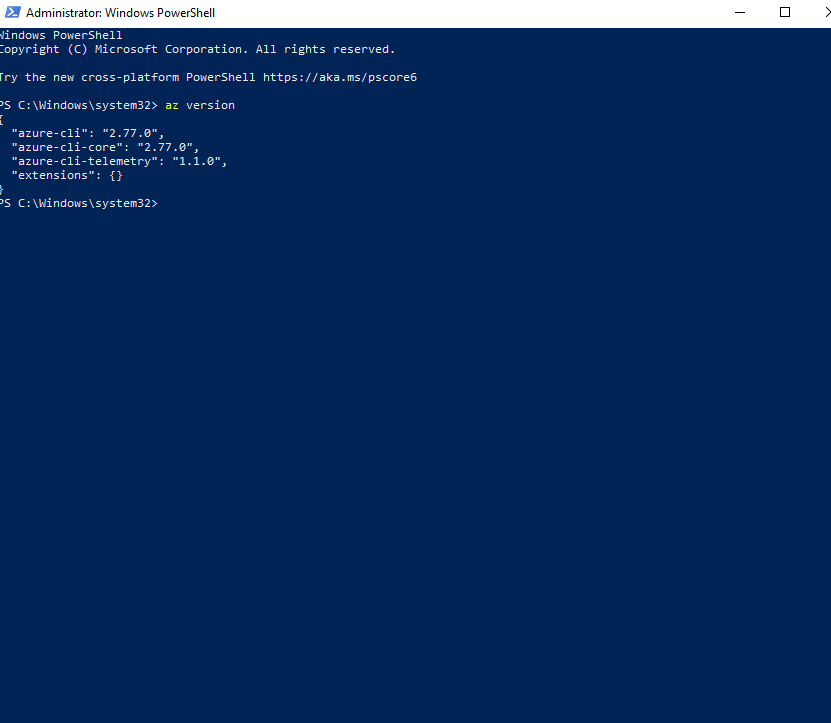 Administrator: Windows PowerShell
Windows PowerShell
Copyright (C) Microsoft Corporation. All rights reserved.
Try the new cross-platform PowerShell https://aka.ms/pscore6
PS C:\Windows\system32> az version
{
  "azure-cli": "2.77.0",
  "azure-cli-core": "2.77.0",
  "azure-cli-telemetry": "1.1.0",
  "extensions": {}
}
PS C:\Windows\system32>